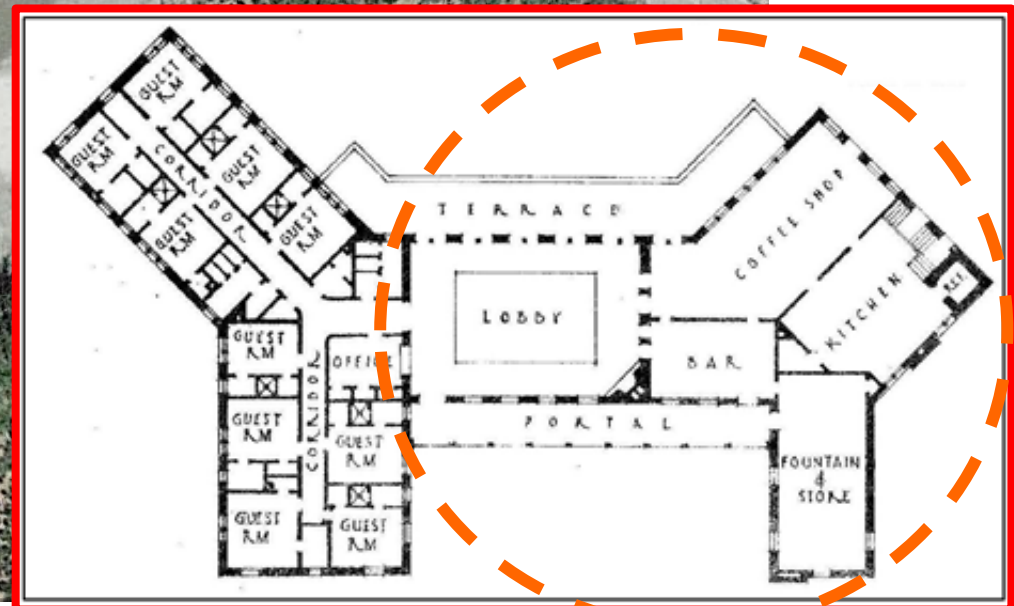 GUEST
RM
GUEST
RM
CORRIDOR
GUEST
RM
GUEST
RM
GUEST
RM
TERRACE
COFFEE SHOP
KITCHEN
REF.
LOBBY
BAR
OFFICE
CORRIDOR
GUEST
RM
GUEST
RM
GUEST
RM
GUEST
RM
GUEST
RM
PORTAL
FOUNTAIN
&
STORE